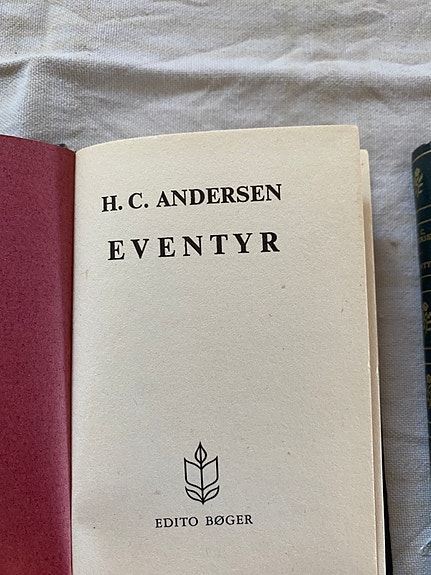 H. C. ANDERSEN
EVENTYR
EDITO BØGER